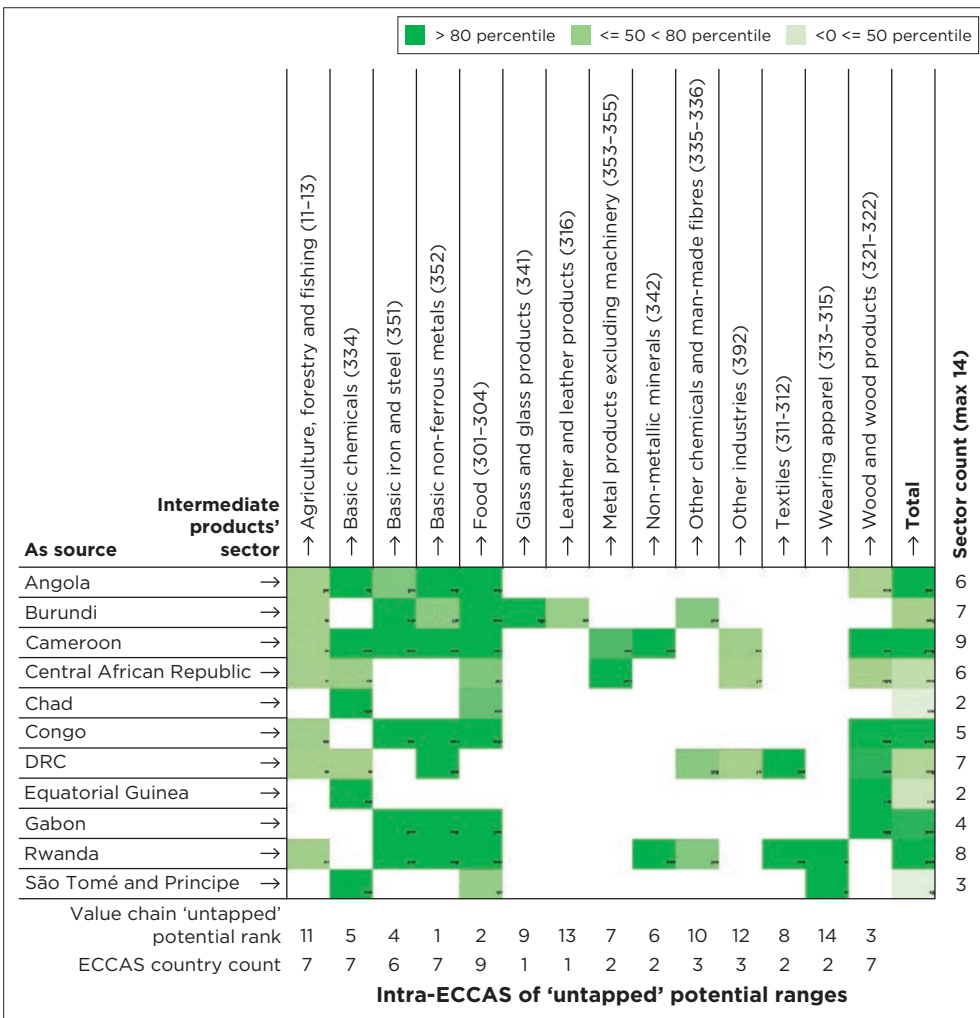 > 80 percentile <= 50 < 80 percentile <0 <= 50 percentile
→ Agriculture, forestry and fishing (11–13)
→ Basic chemicals (334)
→ Basic iron and steel (351)
→ Basic non-ferrous metals (352)
→ Food (301–304)
→ Glass and glass products (341)
→ Leather and leather products (316)
→ Metal products excluding machinery (353–355)
→ Non-metallic minerals (342)
→ Other chemicals and man-made fibres (335–336)
→ Other industries (392)
→ Textiles (311-312)
→ Wearing apparel (313–315)
→ Wood and wood products (321–322)
→ Total
Sector count (max 14)
Intermediate
products'
As source sector
Angola → 6
Burundi → 7
Cameroon → 9
Central African Republic → 6
Chad → 2
Congo → 5
DRC → 7
Equatorial Guinea → 2
Gabon → 4
Rwanda → 8
São Tomé and Principe → 3
Value chain ‘untapped’
potential rank 11 5 4 1 2 9 13 7 6 10 12 8 14 3
ECCAS country count 7 7 6 7 9 1 1 2 2 3 3 2 2 7
Intra-ECCAS of ‘untapped’ potential ranges